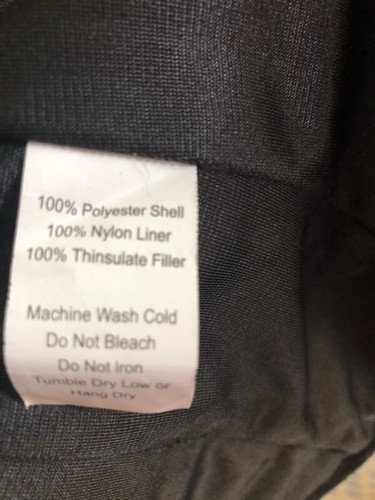 100% Polyester Shell
100% Nylon Liner
100% Thinsulate Filler
Machine Wash Cold
Do Not Bleach
Do Not Iron
Tumble Dry Low or
Hang Dry